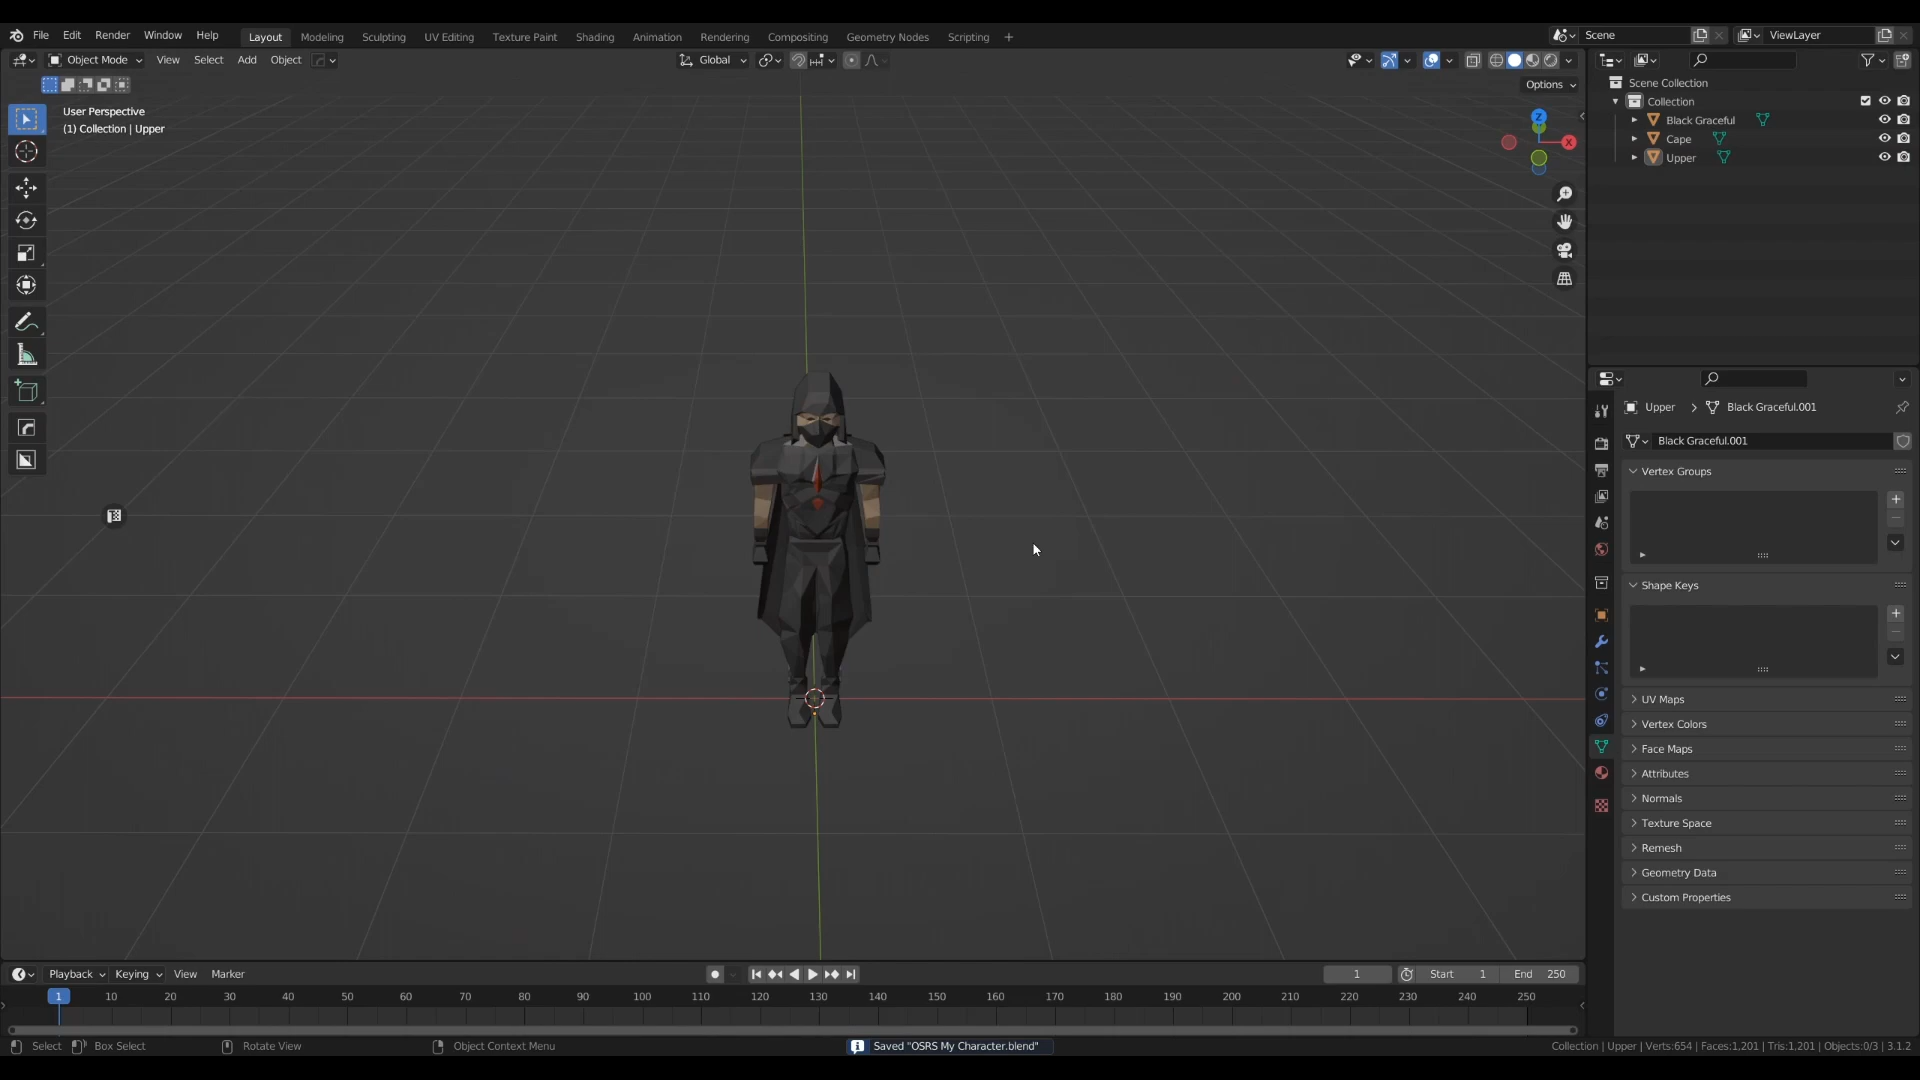 File Edit Render Window Help Layout Modeling Sculpting UV Editing Texture Paint Shading Animation Rendering Compositing Geometry Nodes Scripting + Scene ViewLayer
Object Mode View Select Add Object Global
Options
User Perspective
(1) Collection | Upper
Z
X
Scene Collection
Collection
Black Graceful
Cape
Upper
Upper > Black Graceful.001
Black Graceful.001
Vertex Groups
Shape Keys
UV Maps
Vertex Colors
Face Maps
Attributes
Normals
Texture Space
Remesh
Geometry Data
Custom Properties
Playback Keying View Marker 1 Start 1 End 250
1 10 20 30 40 50 60 70 80 90 100 110 120 130 140 150 160 170 180 190 200 210 220 230 240 250
Select Box Select Rotate View Object Context Menu Saved "OSRS My Character.blend" Collection | Upper | Verts:654 | Faces:1,201 | Tris:1,201 | Objects:0/3 | 3.1.2